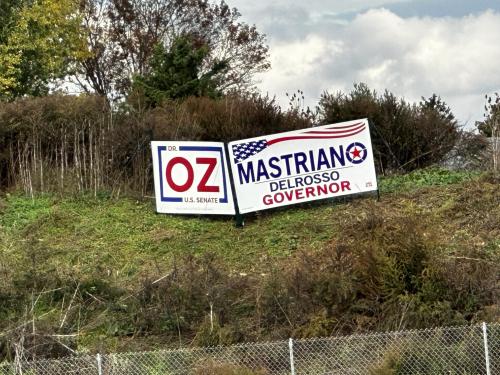 DR.
OZ
U.S. SENATE
MASTRIANO
DELROSSO
GOVERNOR